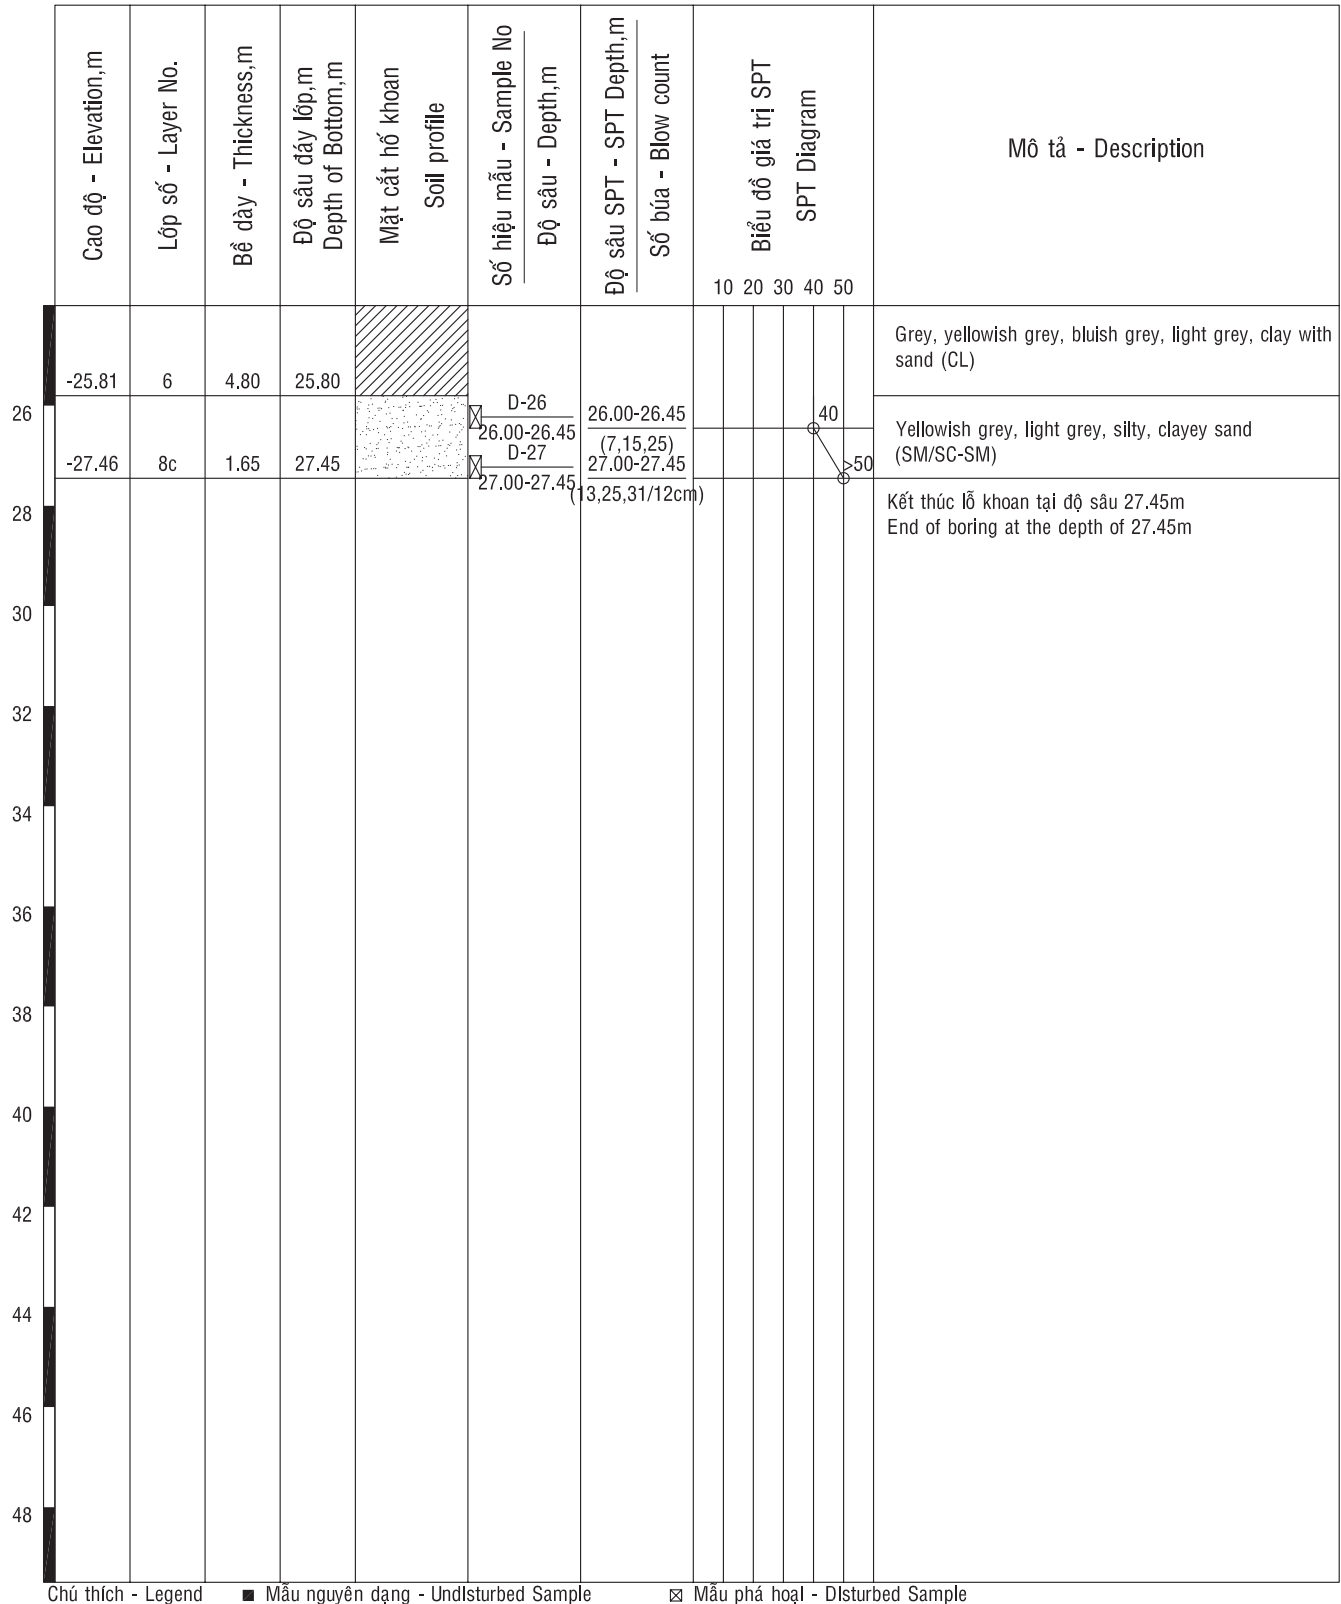 Cao độ - Elevation,m
Lớp số - Layer No.
Bề dày - Thickness,m
Độ sâu đáy lớp,m
Depth of Bottom,m
Mặt cắt hố khoan
Soil profile
Số hiệu mẫu - Sample No
Độ sâu - Depth,m
Độ sâu SPT - SPT Depth,m
Số búa - Blow count
Biểu đồ giá trị SPT
SPT Diagram
10 20 30 40 50
Mô tả - Description
Grey, yellowish grey, bluish grey, light grey, clay with
sand (CL)
-25.81 6 4.80 25.80
26
D-26
26.00-26.45
26.00-26.45
(7,15,25)
40
Yellowish grey, light grey, silty, clayey sand
(SM/SC-SM)
-27.46 8c 1.65 27.45
D-27
27.00-27.45
27.00-27.45
(13,25,31/12cm)
>50
Kết thúc lỗ khoan tại độ sâu 27.45m
End of boring at the depth of 27.45m
28
30
32
34
36
38
40
42
44
46
48
Chú thích - Legend Mẫu nguyên dạng - Undisturbed Sample Mẫu phá hoại - Disturbed Sample